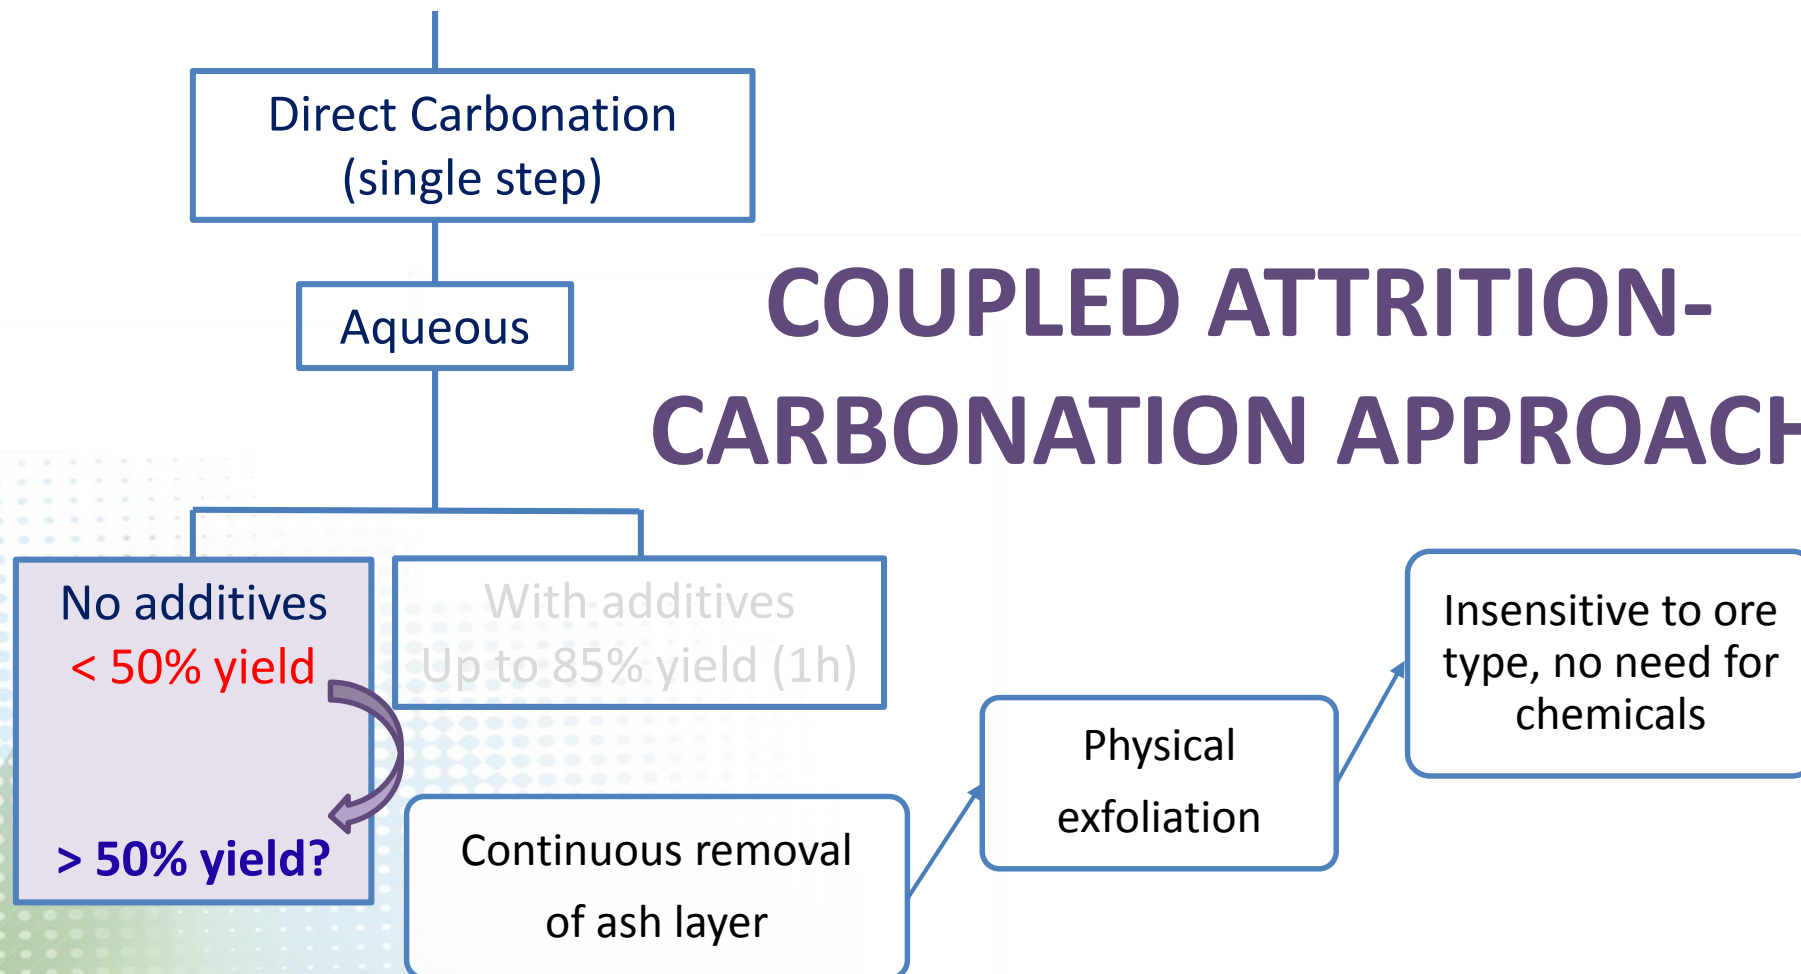 Direct Carbonation
(single step)
Aqueous
COUPLED ATTRITION-
CARBONATION APPROACH
No additives
< 50% yield
> 50% yield?
With additives
Up to 85% yield (1h)
Continuous removal
of ash layer
Physical
exfoliation
Insensitive to ore
type, no need for
chemicals